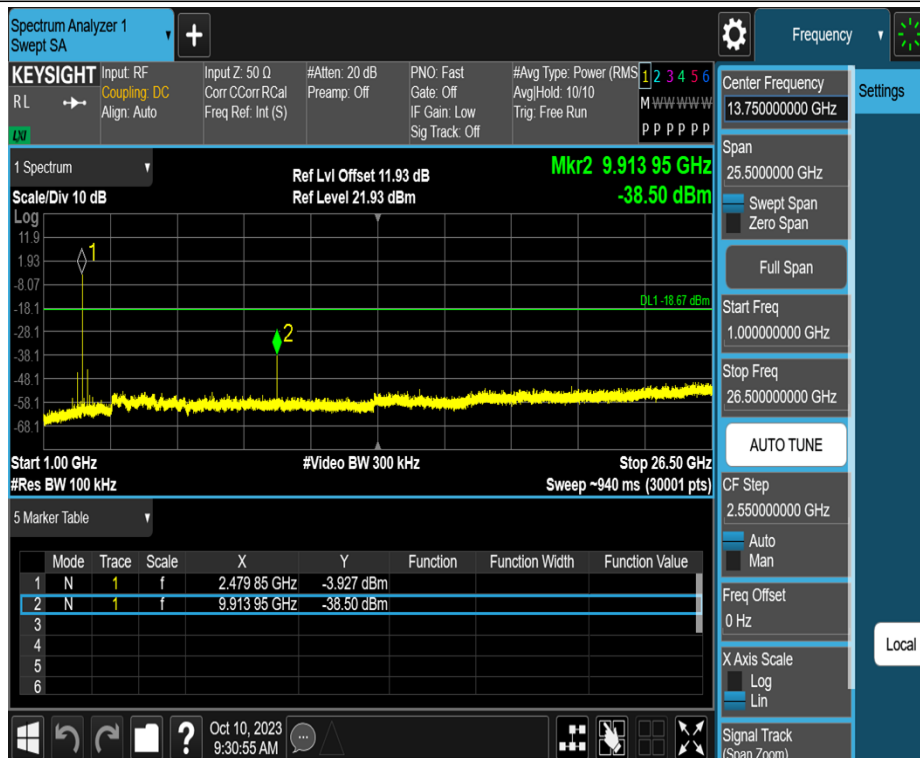 Spectrum Analyzer 1
Swept SA
+
Frequency
KEYSIGHT
RL
LXI
Input: RF
Coupling: DC
Align: Auto
Input Z: 50 Ω
Corr CCorr RCal
Freq Ref: Int (S)
#Atten: 20 dB
Preamp: Off
PNO: Fast
Gate: Off
IF Gain: Low
Sig Track: Off
#Avg Type: Power (RMS
Avg|Hold: 10/10
Trig: Free Run
1 2 3 4 5 6
M W W W W W
P P P P P P
1 Spectrum
Scale/Div 10 dB
Ref Lvl Offset 11.93 dB
Ref Level 21.93 dBm
Mkr2 9.913 95 GHz
-38.50 dBm
Log
11.9
1.93
-8.07
-18.1
-28.1
-38.1
-48.1
-58.1
-68.1
1
2
DL1 -18.67 dBm
Start 1.00 GHz
#Video BW 300 kHz
Stop 26.50 GHz
#Res BW 100 kHz
Sweep ~940 ms (30001 pts)
5 Marker Table
Mode Trace Scale X Y Function Function Width Function Value
1 N 1 f 2.479 85 GHz -3.927 dBm
2 N 1 f 9.913 95 GHz -38.50 dBm
3
4
5
6
?
Oct 10, 2023
9:30:55 AM
Center Frequency
13.750000000 GHz
Span
25.5000000 GHz
Swept Span
Zero Span
Full Span
Start Freq
1.000000000 GHz
Stop Freq
26.500000000 GHz
AUTO TUNE
CF Step
2.550000000 GHz
Auto
Man
Freq Offset
0 Hz
X Axis Scale
Log
Lin
Signal Track
(Span Zoom)
Settings
Local